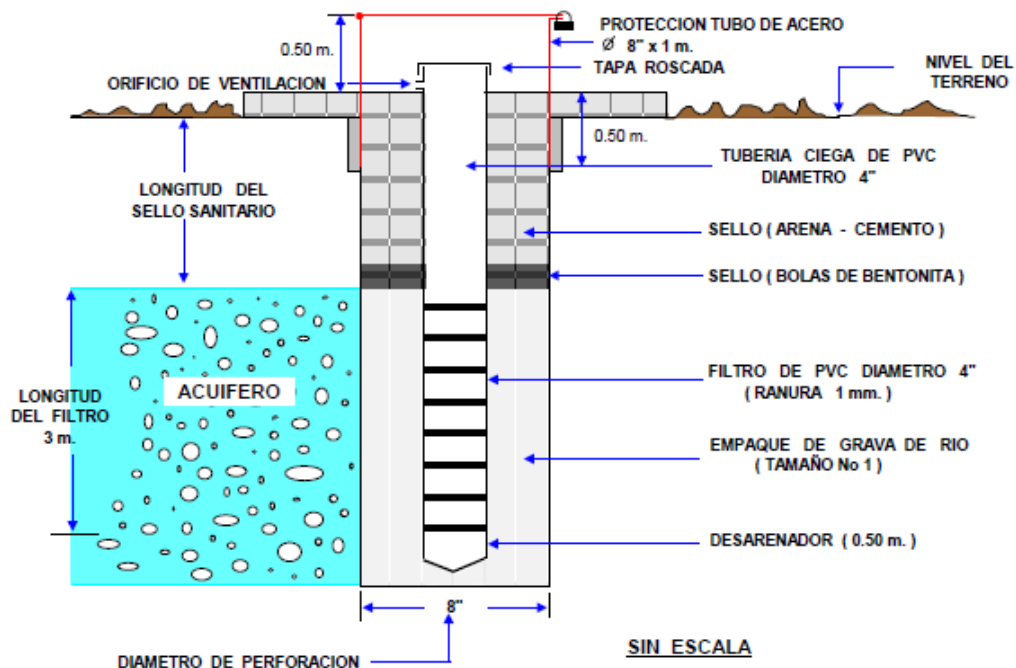 0.50 m.
PROTECCION TUBO DE ACERO
Ø 8" x 1 m.
TAPA ROSCADA
ORIFICIO DE VENTILACION
NIVEL DEL
TERRENO
0.50 m.
TUBERIA CIEGA DE PVC
DIAMETRO 4"
LONGITUD DEL
SELLO SANITARIO
SELLO ( ARENA - CEMENTO )
SELLO ( BOLAS DE BENTONITA )
ACUIFERO
LONGITUD
DEL FILTRO
3 m.
FILTRO DE PVC DIAMETRO 4"
( RANURA 1 mm. )
EMPAQUE DE GRAVA DE RIO
( TAMAÑO No 1 )
DESARENADOR ( 0.50 m. )
8"
DIAMETRO DE PERFORACION
SIN ESCALA